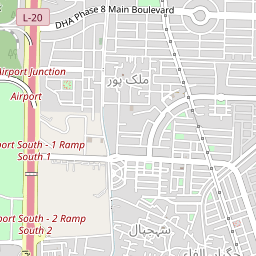 DHA Phase 8 Main Boulevard
L-20
Airport Junction
ملک پور
Airport
port South - 1 Ramp
South 1
port South - 2 Ramp
South 2
شہجپال